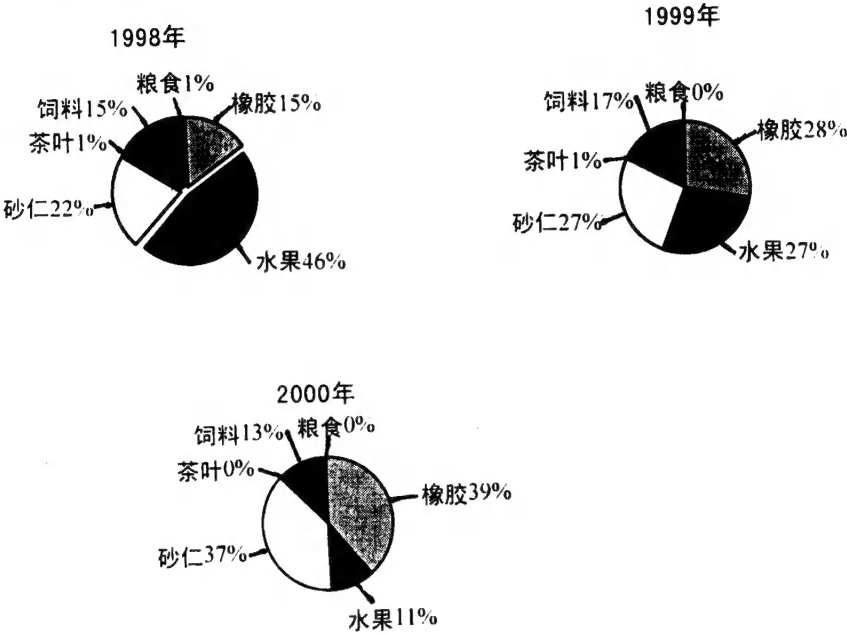 1998年
粮食1%
橡胶15%
饲料15%
茶叶1%
砂仁22%
水果46%
1999年
粮食0%
饲料17%
橡胶28%
茶叶1%
砂仁27%
水果27%
2000年
粮食0%
饲料13%
茶叶0%
橡胶39%
砂仁37%
水果11%